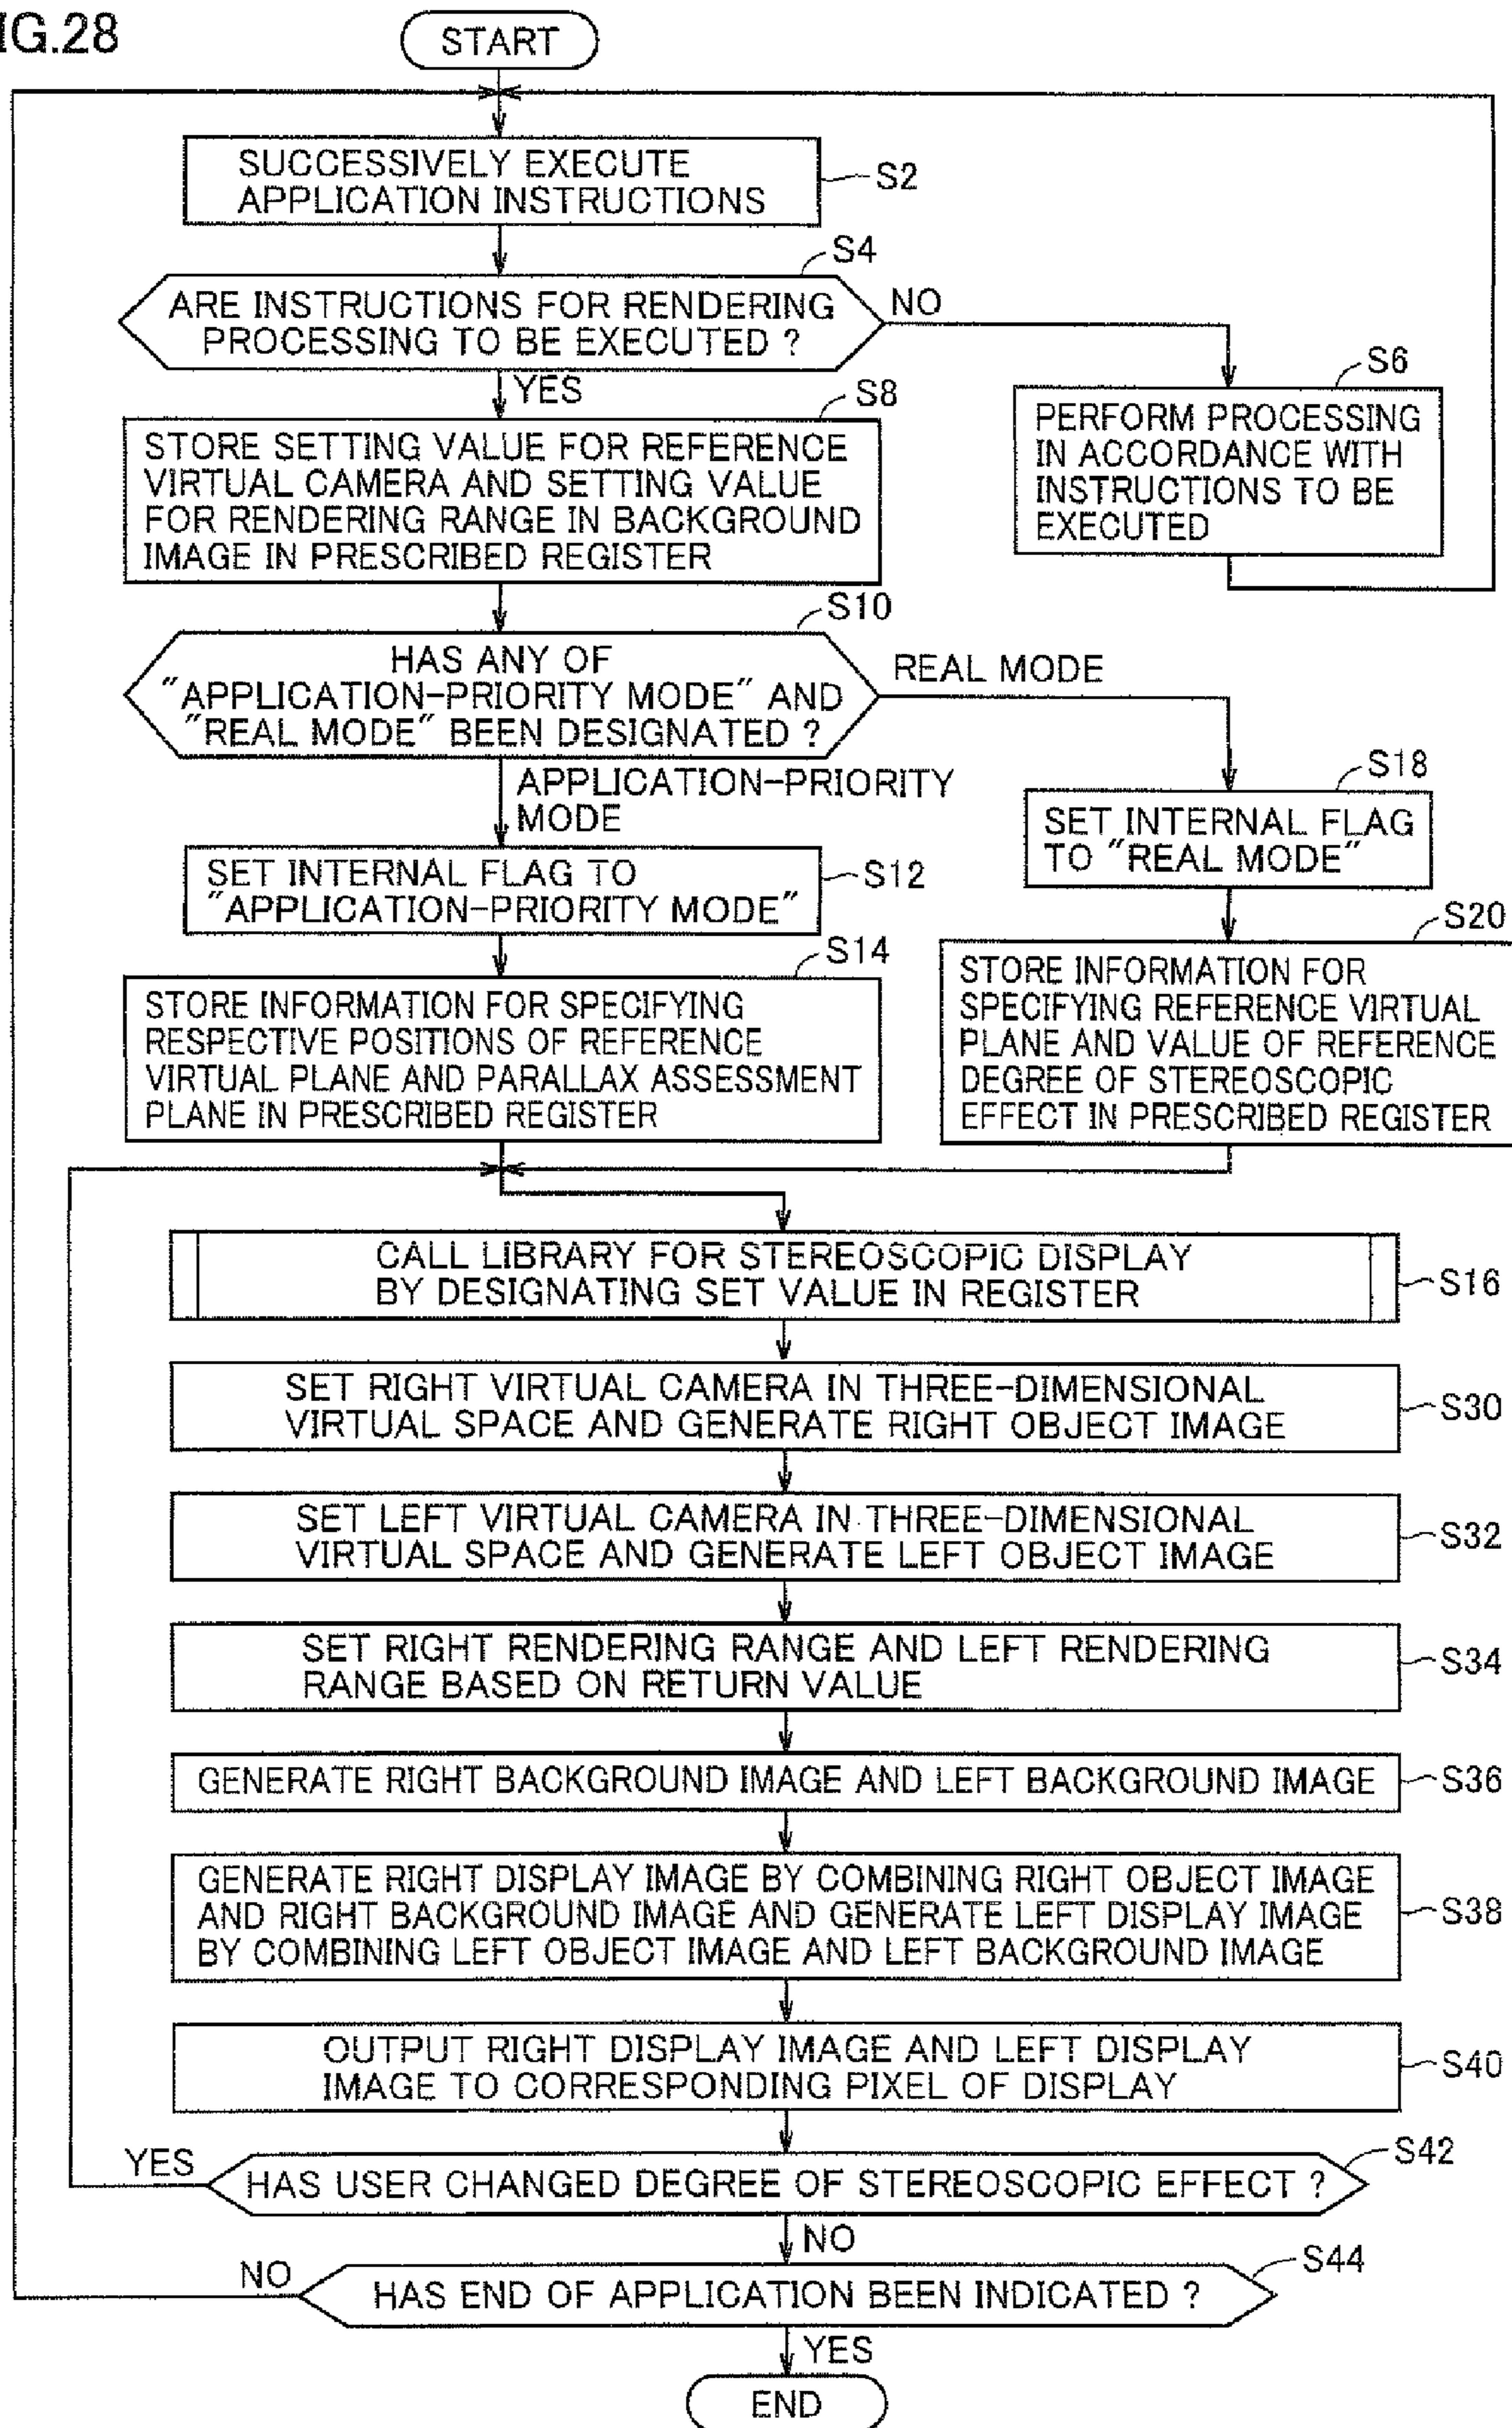 IG.28
START
SUCCESSIVELY EXECUTE
APPLICATION INSTRUCTIONS
S2
S4
ARE INSTRUCTIONS FOR RENDERING
PROCESSING TO BE EXECUTED ?
NO
YES
S6
PERFORM PROCESSING
IN ACCORDANCE WITH
INSTRUCTIONS TO BE
EXECUTED
S8
STORE SETTING VALUE FOR REFERENCE
VIRTUAL CAMERA AND SETTING VALUE
FOR RENDERING RANGE IN BACKGROUND
IMAGE IN PRESCRIBED REGISTER
S10
HAS ANY OF
"APPLICATION-PRIORITY MODE" AND
"REAL MODE" BEEN DESIGNATED ?
REAL MODE
APPLICATION-PRIORITY
MODE
S18
SET INTERNAL FLAG
TO "REAL MODE"
SET INTERNAL FLAG TO
"APPLICATION-PRIORITY MODE"
S12
S20
STORE INFORMATION FOR
SPECIFYING REFERENCE VIRTUAL
PLANE AND VALUE OF REFERENCE
DEGREE OF STEREOSCOPIC
EFFECT IN PRESCRIBED REGISTER
S14
STORE INFORMATION FOR SPECIFYING
RESPECTIVE POSITIONS OF REFERENCE
VIRTUAL PLANE AND PARALLAX ASSESSMENT
PLANE IN PRESCRIBED REGISTER
CALL LIBRARY FOR STEREOSCOPIC DISPLAY
BY DESIGNATING SET VALUE IN REGISTER
S16
SET RIGHT VIRTUAL CAMERA IN THREE-DIMENSIONAL
VIRTUAL SPACE AND GENERATE RIGHT OBJECT IMAGE
S30
SET LEFT VIRTUAL CAMERA IN THREE-DIMENSIONAL
VIRTUAL SPACE AND GENERATE LEFT OBJECT IMAGE
S32
SET RIGHT RENDERING RANGE AND LEFT RENDERING
RANGE BASED ON RETURN VALUE
S34
GENERATE RIGHT BACKGROUND IMAGE AND LEFT BACKGROUND IMAGE
S36
GENERATE RIGHT DISPLAY IMAGE BY COMBINING RIGHT OBJECT IMAGE
AND RIGHT BACKGROUND IMAGE AND GENERATE LEFT DISPLAY IMAGE
BY COMBINING LEFT OBJECT IMAGE AND LEFT BACKGROUND IMAGE
S38
OUTPUT RIGHT DISPLAY IMAGE AND LEFT DISPLAY
IMAGE TO CORRESPONDING PIXEL OF DISPLAY
S40
YES
S42
HAS USER CHANGED DEGREE OF STEREOSCOPIC EFFECT ?
NO
NO
S44
HAS END OF APPLICATION BEEN INDICATED ?
YES
END